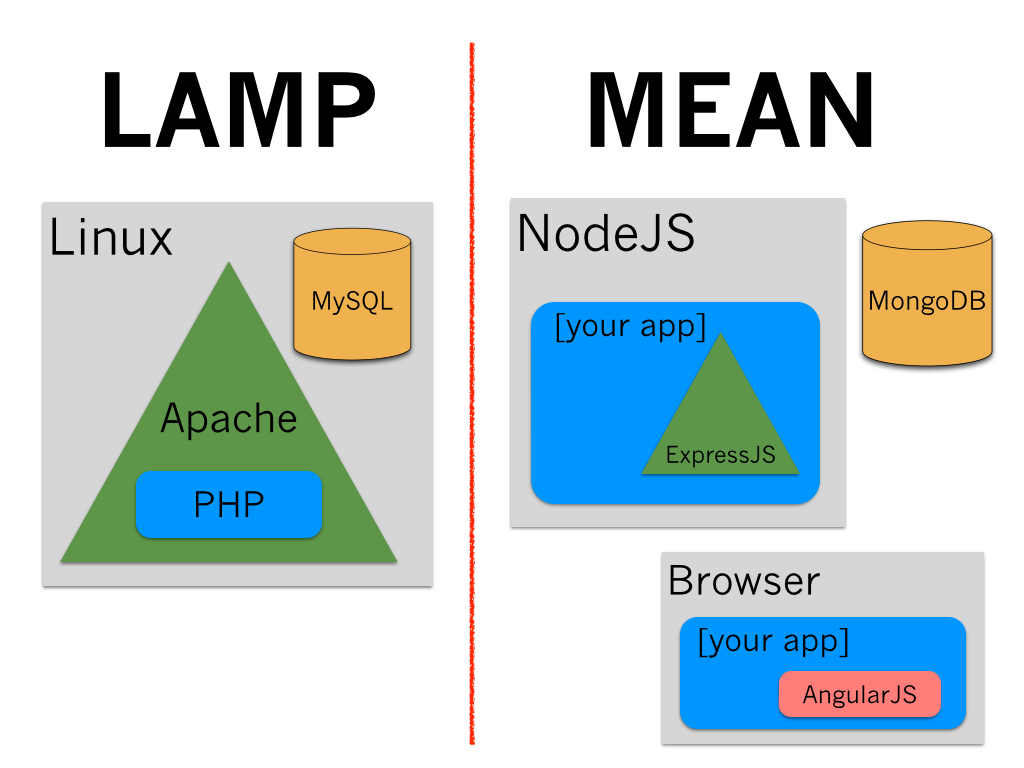 LAMP
Linux
MySQL
Apache
PHP
MEAN
NodeJS
MongoDB
[your app]
ExpressJS
Browser
[your app]
AngularJS